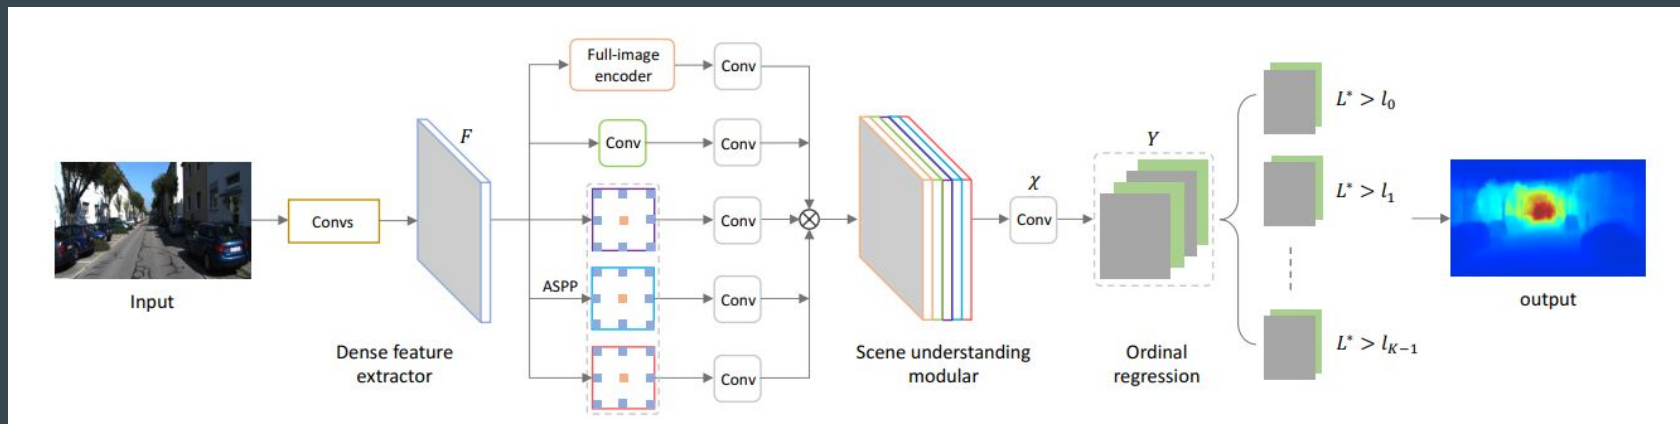 Input
Convs
F
Dense feature
extractor
Full-image
encoder
Conv
Conv
Conv
Conv
ASPP
Conv
Conv
⊗
Scene understanding
modular
χ
Conv
Y
Ordinal
regression
L* > l₀
L* > l₁
L* > l_{K−1}
output